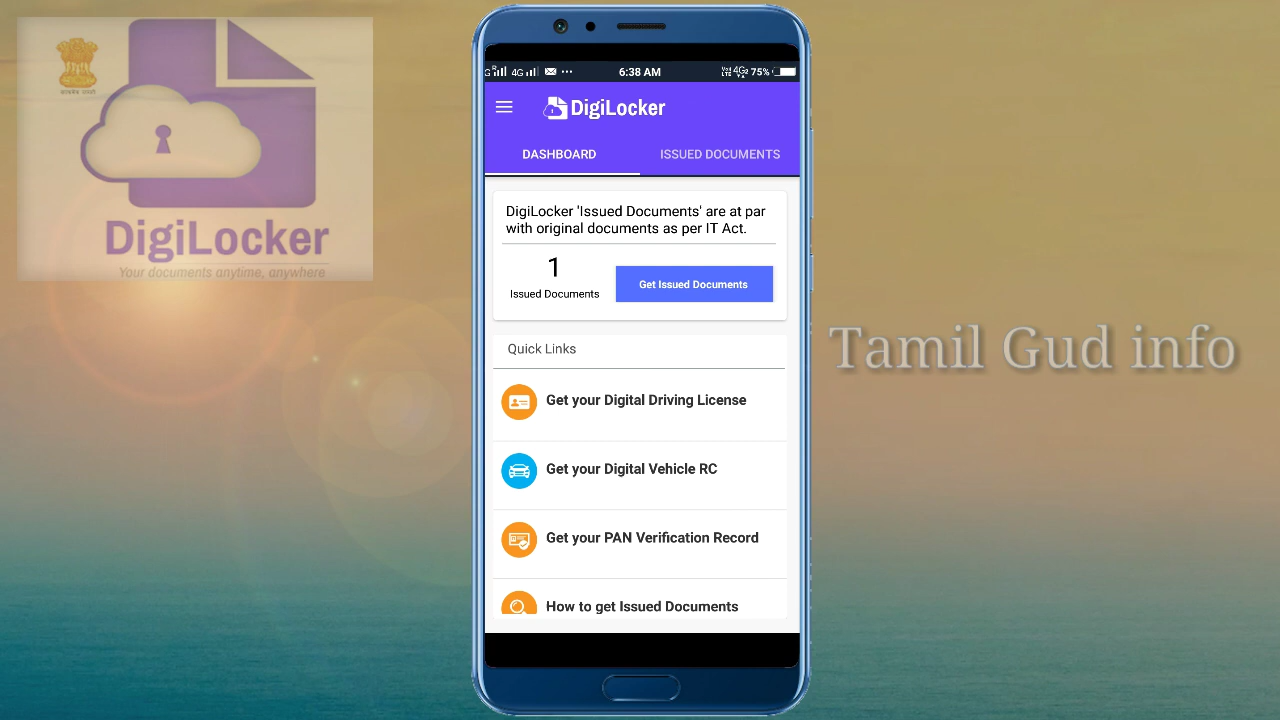 DigiLocker
Your documents anytime, anywhere
4G
6:38 AM
75%
DigiLocker
DASHBOARD
ISSUED DOCUMENTS
DigiLocker 'Issued Documents' are at par
with original documents as per IT Act.
1
Issued Documents
Get Issued Documents
Quick Links
Get your Digital Driving License
Get your Digital Vehicle RC
Get your PAN Verification Record
How to get Issued Documents
Tamil Gud info